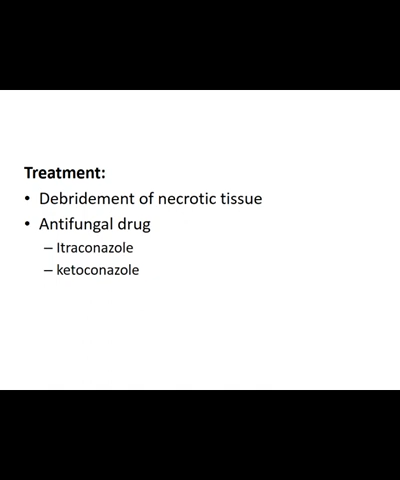 Treatment:
• Debridement of necrotic tissue
• Antifungal drug
– Itraconazole
– ketoconazole